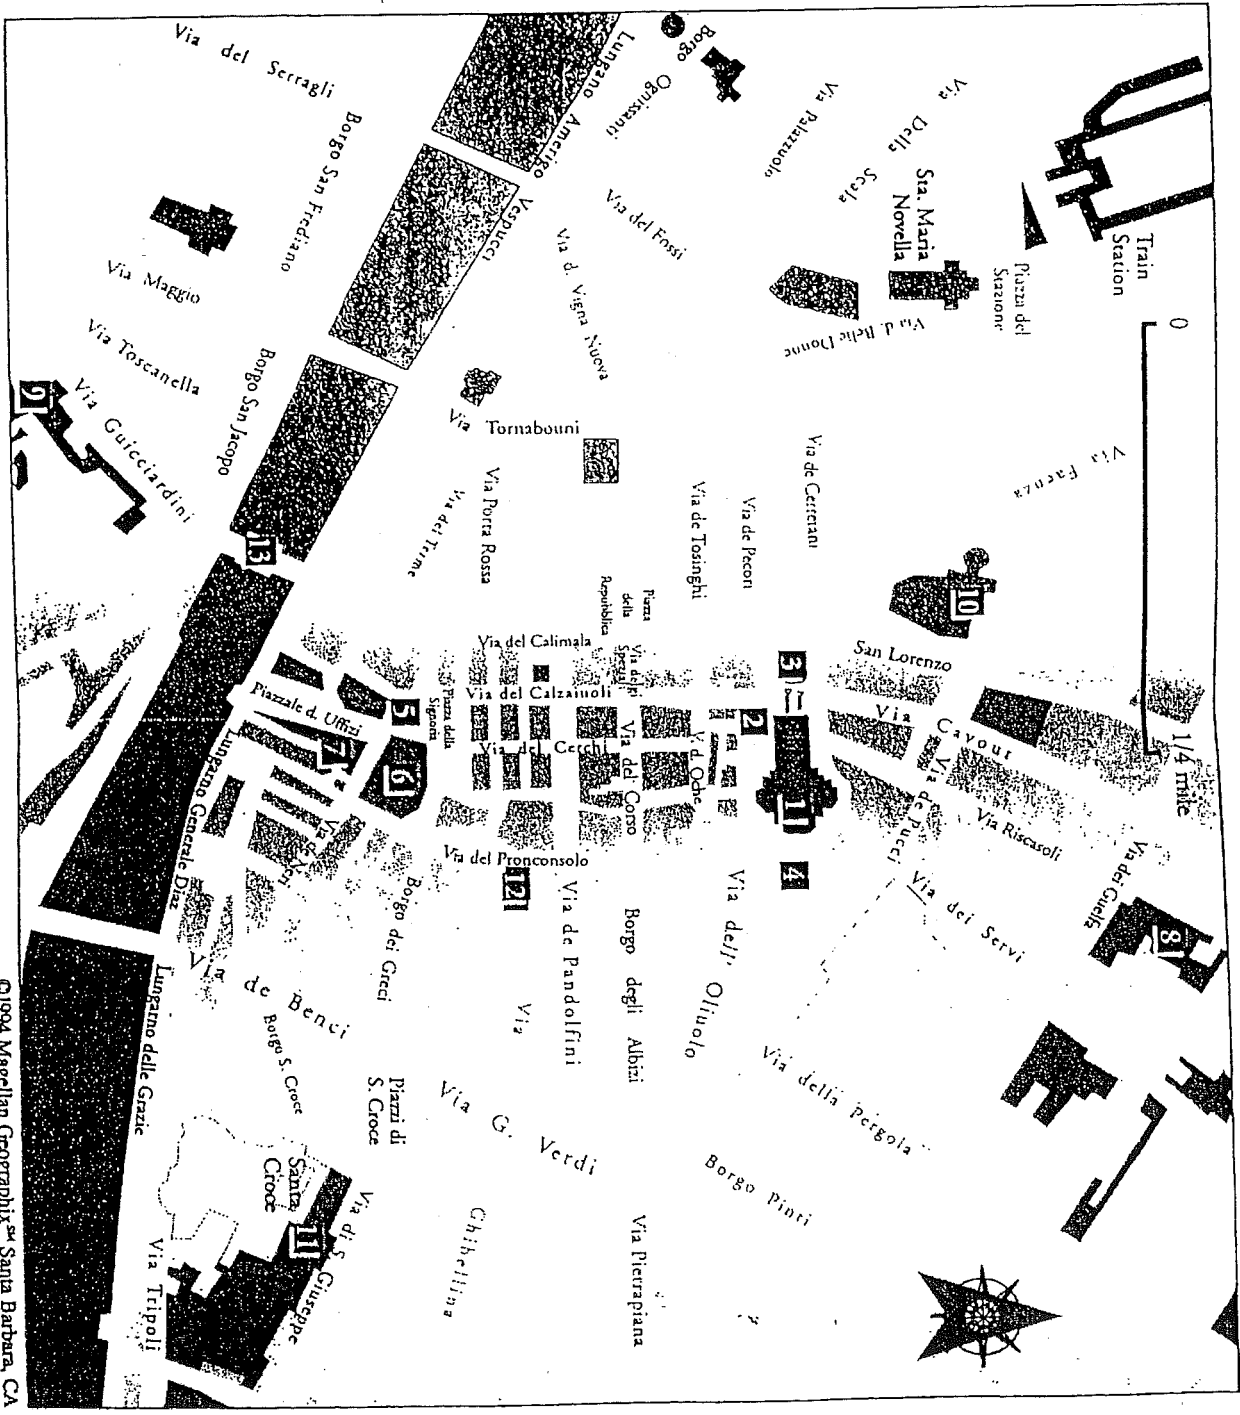 Train
Station
0
1/4 mile
Piazza del
Stazione
Sta. Maria
Novella
Via Della Scala
Via Palazzuolo
Borgo Ognissanti
Lungano Amerigo Vespucci
Via del Serragli
Borgo San Frediano
Via Maggio
Via Toscanella
Via Guicciardini
Borgo San Jacopo
Via del Fossi
Via d. Vigna Nuova
Via d. Belle Donne
Via Tornabouni
Via Porta Rossa
Via dei Terme
Via de Cerretani
Via de Pecori
Via de Tosinghi
Via Faenza
Piazza
della
Repubblica
Via del Calimala
Via Calzaiuoli
Via del Cerchi
Via del Corso
V. d. Oche
Via del Pronconsolo
San Lorenzo
Via Cavour
Via de Pucci
Via Riscasoli
Via dei Servi
Via dell' Oliuolo
Borgo degli Albizi
Via de Pandolfini
Via Ghibellina
Via G. Verdi
Via della Pergola
Borgo Pinti
Via Pietrapiana
Piazza della
Signoria
Piazzale d. Uffizi
Lungarno Generale Diaz
Borgo dei Greci
Via de Benci
Borgo S. Croce
Piazzi di
S. Croce
Santa
Croce
Via di S. Giuseppe
Lungarno delle Grazie
Via Tripoli
1
2
3
4
5
6
7
8
9
10
11
12
13
©1994 Magellan Geographix℠ Santa Barbara, CA